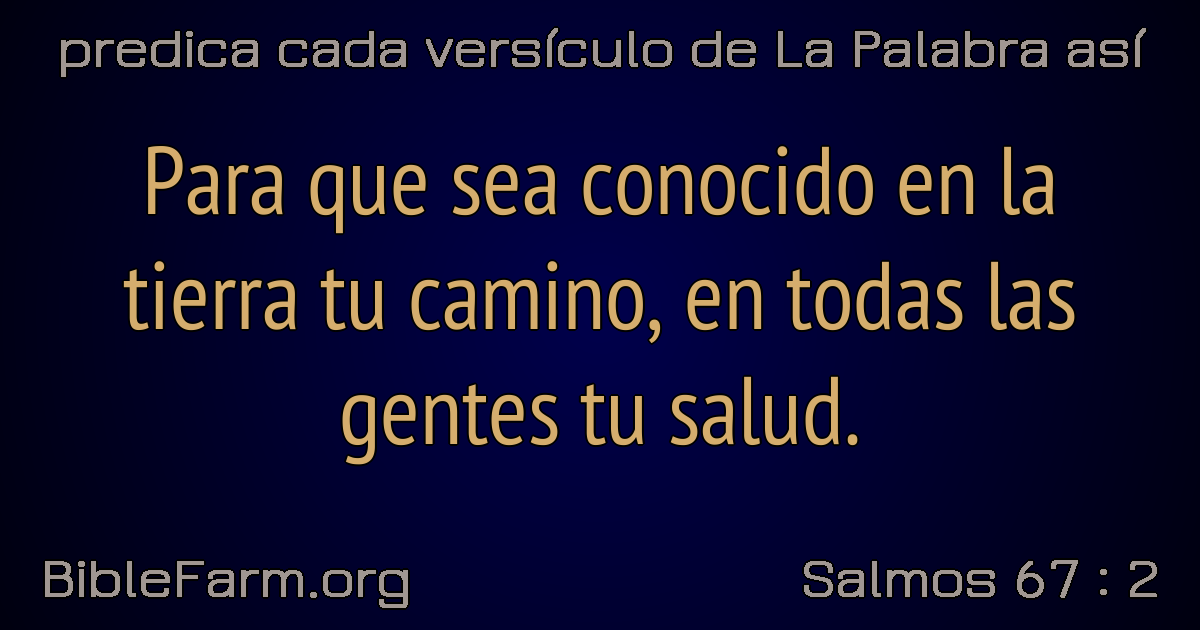 predica cada versículo de La Palabra así
Para que sea conocido en la
tierra tu camino, en todas las
gentes tu salud.
BibleFarm.org
Salmos 67 : 2